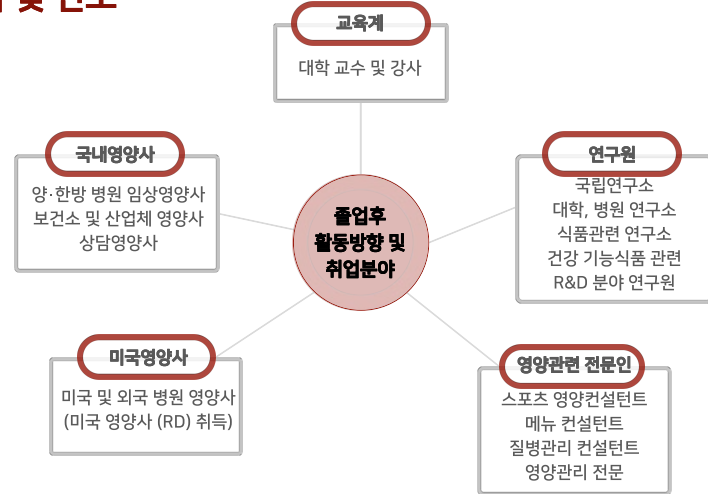 및 진로
교육계
대학 교수 및 강사
국내영양사
양·한방 병원 임상영양사
보건소 및 산업체 영양사
상담영양사
연구원
국립연구소
대학, 병원 연구소
식품관련 연구소
건강 기능식품 관련
R&D 분야 연구원
졸업후
활동방향 및
취업분야
미국영양사
미국 및 외국 병원 영양사
(미국 영양사 (RD) 취득)
영양관련 전문인
스포츠 영양컨설턴트
메뉴 컨설턴트
질병관리 컨설턴트
영양관리 전문